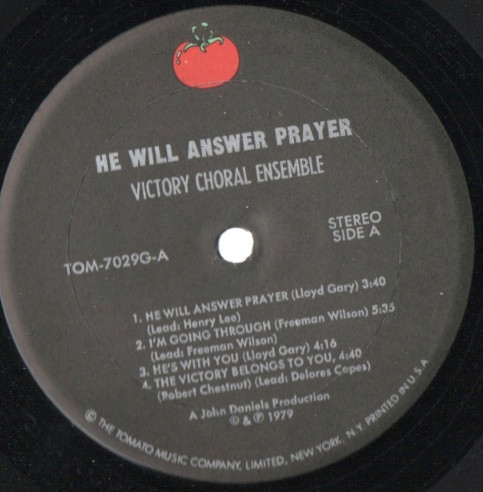 HE WILL ANSWER PRAYER
VICTORY CHORAL ENSEMBLE
TOM-7029G-A
STEREO
SIDE A
1. HE WILL ANSWER PRAYER (Lloyd Gary) 3:40
(Lead: Henry Lee)
2. I'M GOING THROUGH (Freeman Wilson) 5:35
(Lead: Freeman Wilson)
3. HE'S WITH YOU (Lloyd Gary) 4:16
4. THE VICTORY BELONGS TO YOU, 4:40
(Robert Chestnut) (Lead: Delores Copes)
A John Daniels Production
© & ℗ 1979
© THE TOMATO MUSIC COMPANY, LIMITED, NEW YORK, N.Y. PRINTED IN U.S.A